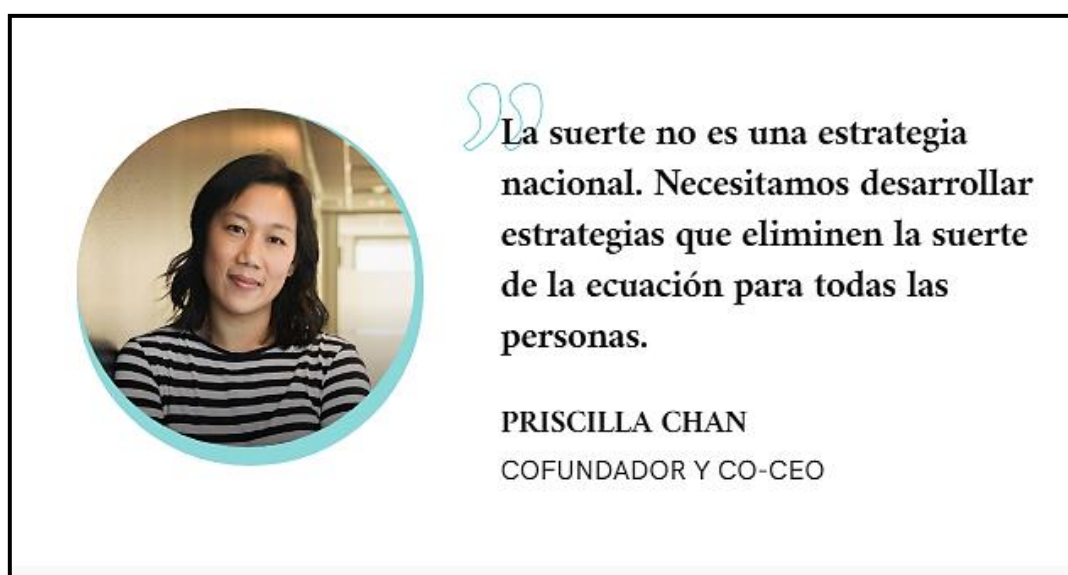 La suerte no es una estrategia
nacional. Necesitamos desarrollar
estrategias que eliminen la suerte
de la ecuación para todas las
personas.
PRISCILLA CHAN
COFUNDADOR Y CO-CEO